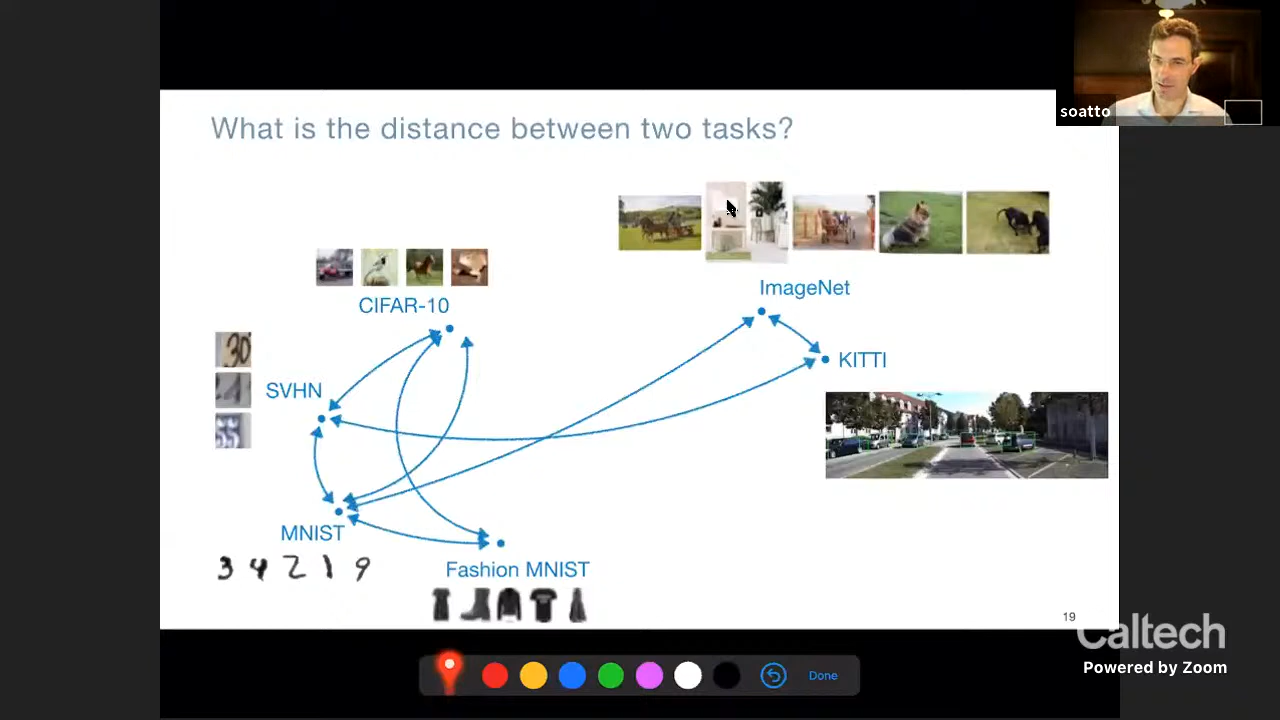 soatto
What is the distance between two tasks?
ImageNet
CIFAR-10
KITTI
30
SVHN
MNIST
3 4 2 1 9
Fashion MNIST
19
Caltech
Powered by Zoom
Done